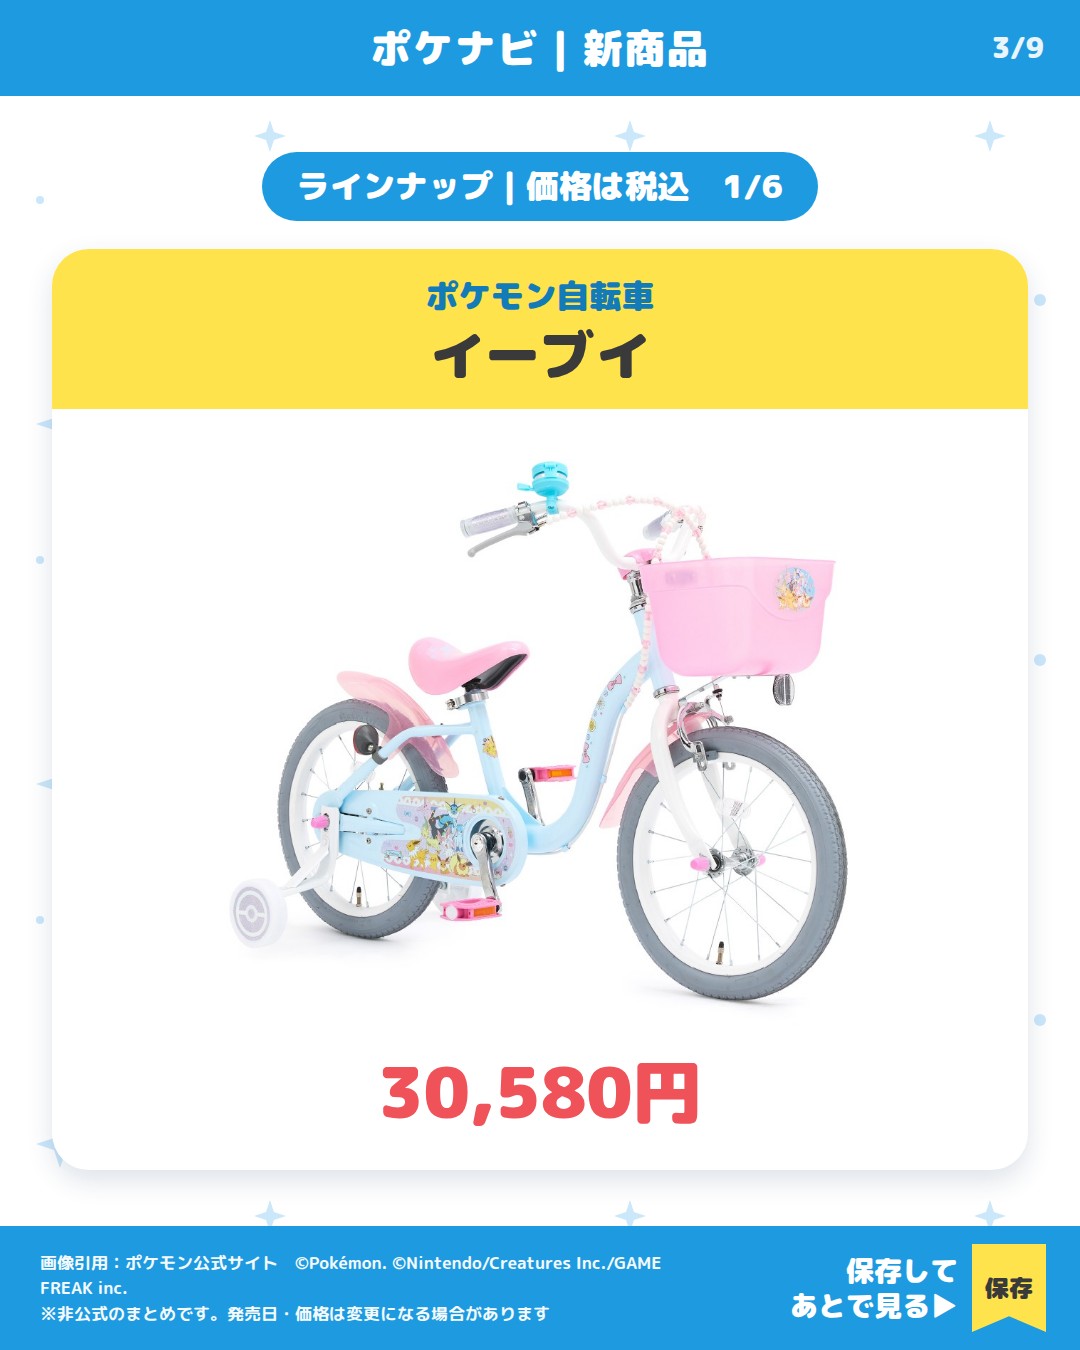 ポケナビ｜新商品
3/9
ラインナップ｜価格は税込　1/6
ポケモン自転車
イーブイ
30,580円
画像引用：ポケモン公式サイト　©Pokémon. ©Nintendo/Creatures Inc./GAME
FREAK inc.
※非公式のまとめです。発売日・価格は変更になる場合があります
保存して
あとで見る▶
保存